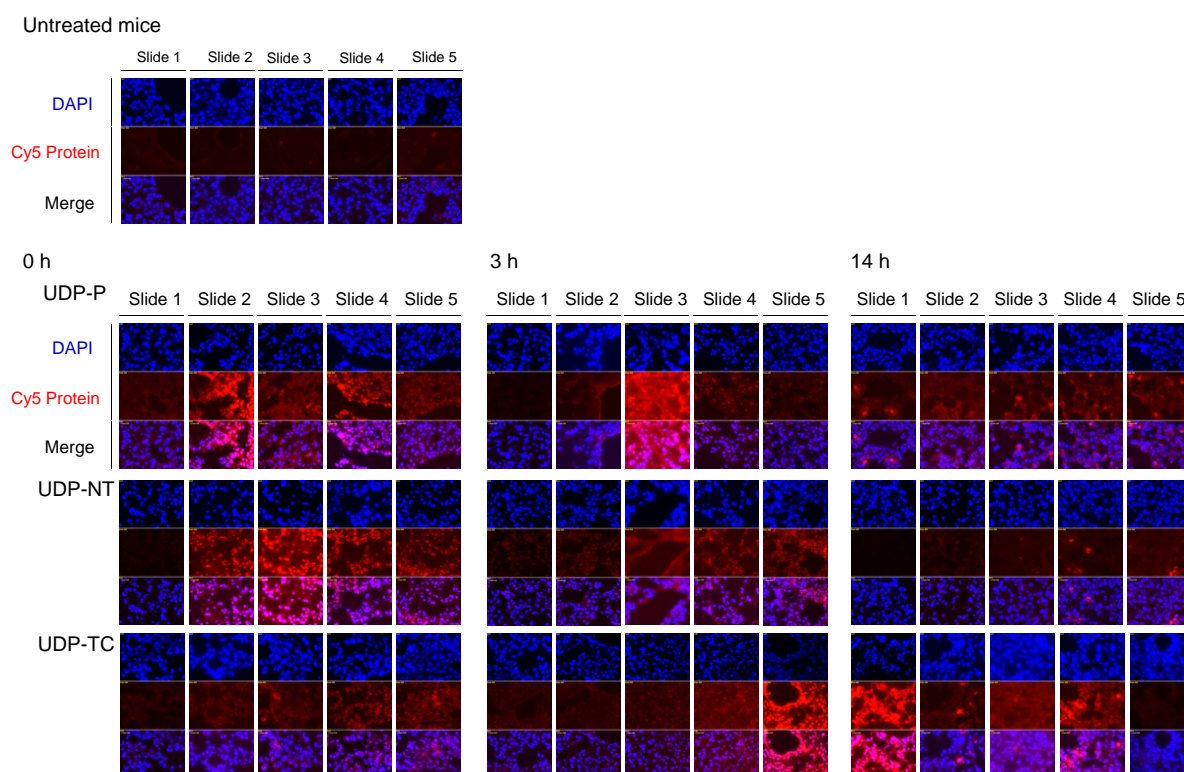 Untreated mice
Slide 1 Slide 2 Slide 3 Slide 4 Slide 5
DAPI
Cy5 Protein
Merge
0 h 3 h 14 h
UDP-P Slide 1 Slide 2 Slide 3 Slide 4 Slide 5 Slide 1 Slide 2 Slide 3 Slide 4 Slide 5 Slide 1 Slide 2 Slide 3 Slide 4 Slide 5
DAPI
Cy5 Protein
Merge
UDP-NT
UDP-TC